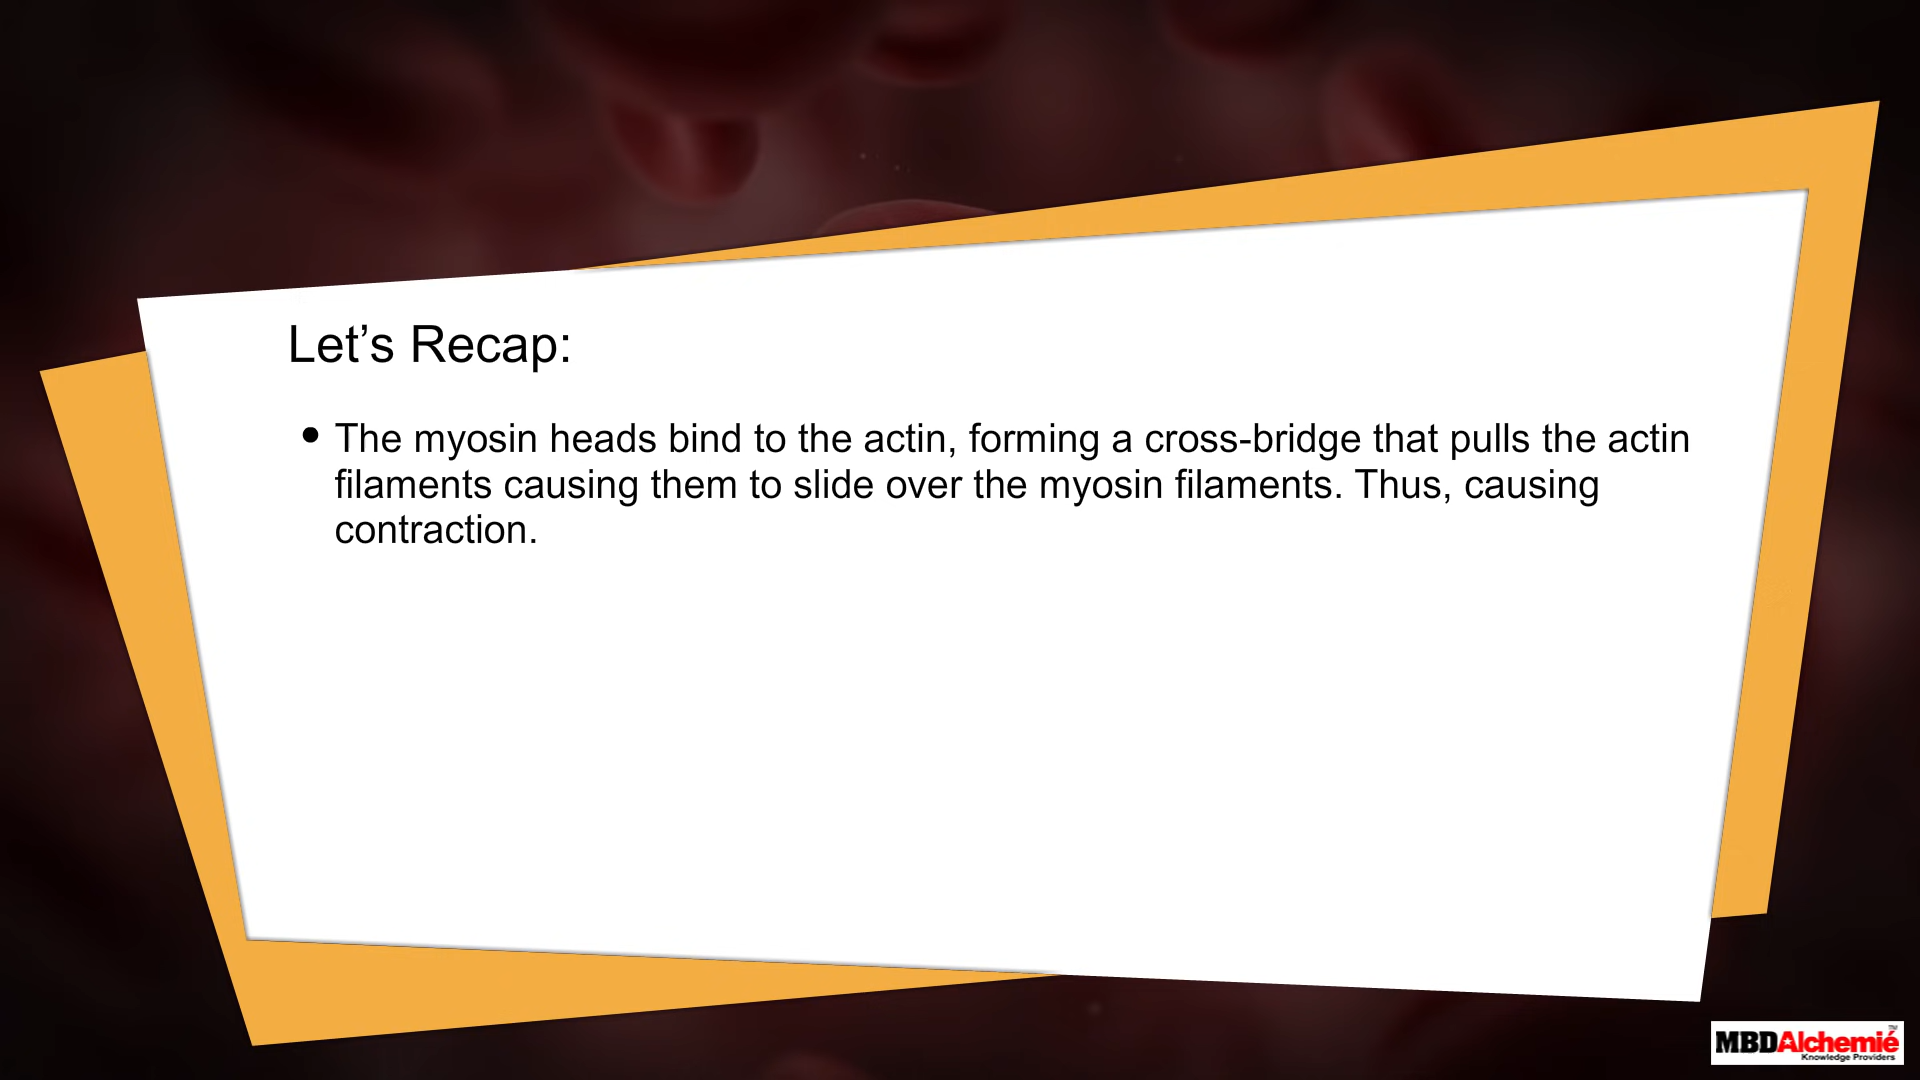 Let’s Recap:
• The myosin heads bind to the actin, forming a cross-bridge that pulls the actin
filaments causing them to slide over the myosin filaments. Thus, causing
contraction.
MBDAlchemié™
Knowledge Providers